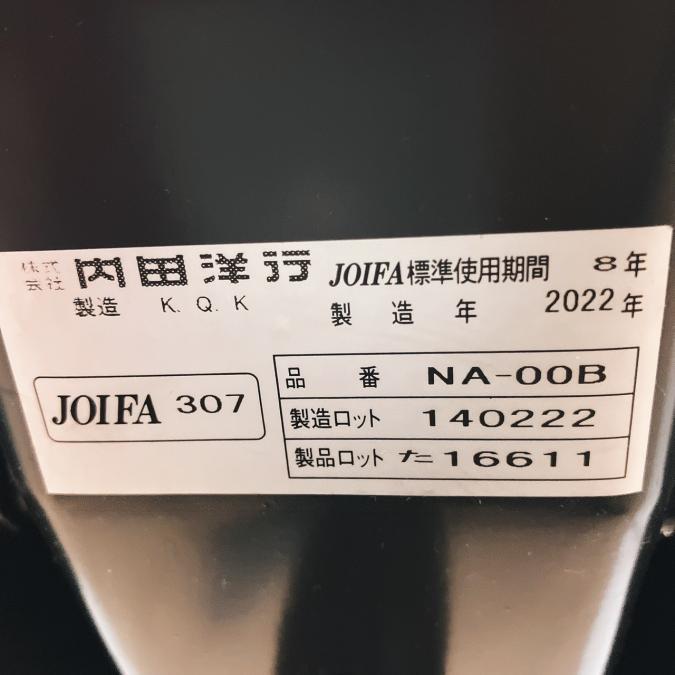 株式会社 内田洋行
製造 K.Q.K
JOIFA標準使用期間 8年
製造年 2022年
JOIFA 307
品番 NA-00B
製造ロット 140222
製品ロット た16611